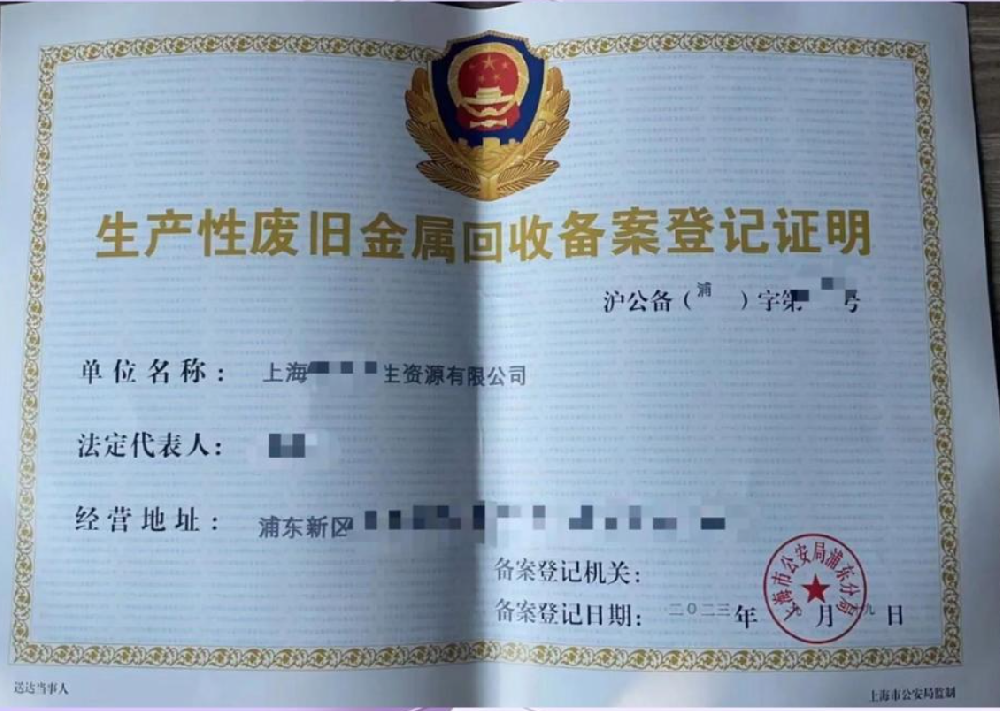 生产性废旧金属回收备案登记证明
沪公备(浦)字第 号
单位名称: 上海 生资源有限公司
法定代表人:
经营地址: 浦东新区
备案登记机关:
上海市公安局浦东分局
备案登记日期: 二〇二三年 月 九日
送达当事人
上海市公安局监制